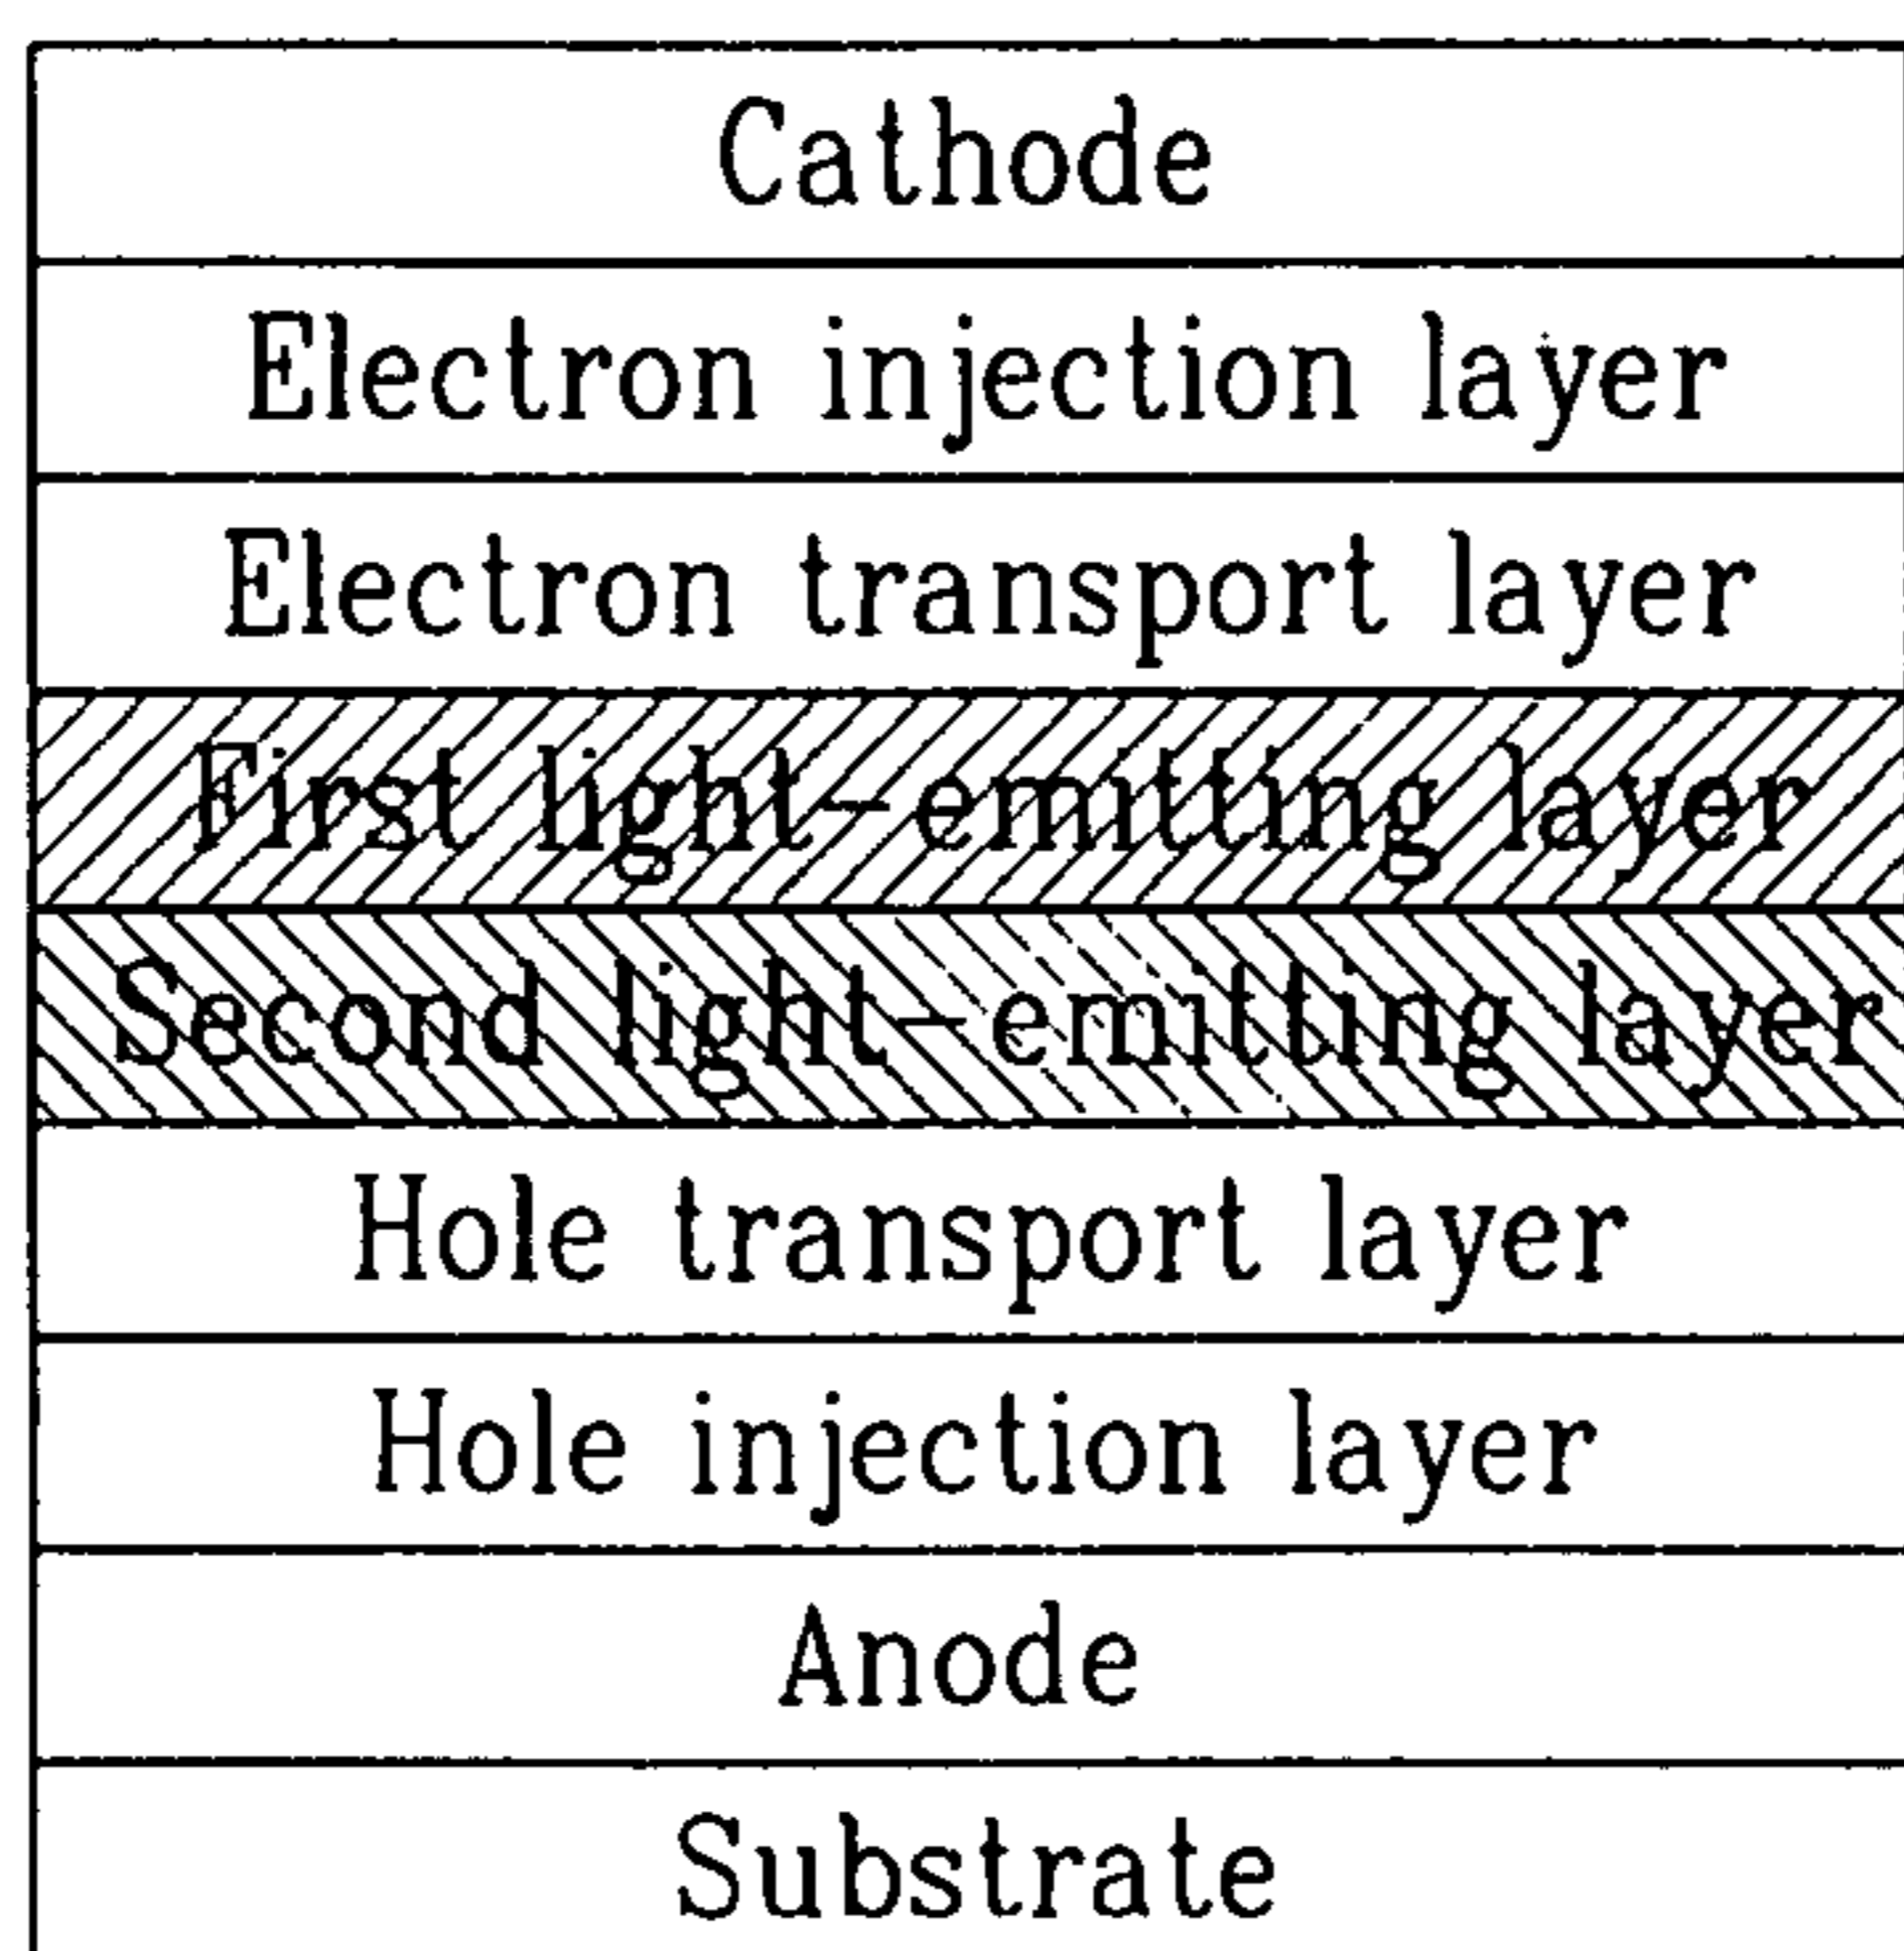 Cathode
Electron injection layer
Electron transport layer
First light-emitting layer
Second light-emitting layer
Hole transport layer
Hole injection layer
Anode
Substrate